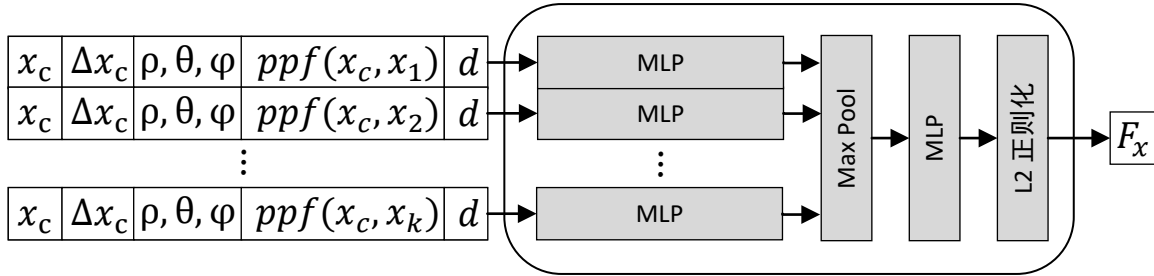 x_c Δx_c ρ, θ, φ ppf(x_c, x_1) d MLP
x_c Δx_c ρ, θ, φ ppf(x_c, x_2) d MLP
⋮ ⋮
x_c Δx_c ρ, θ, φ ppf(x_c, x_k) d MLP
Max Pool
MLP
L2 正则化
F_x